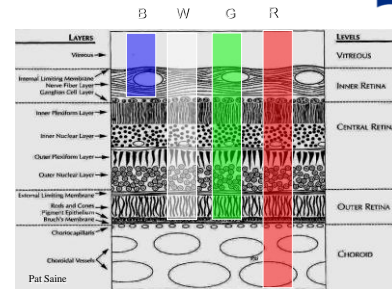 B W G R
LAYERS
LEVELS
Vitreous
VITREOUS
Internal Limiting Membrane
Nerve Fiber Layer
Ganglion Cell Layer
INNER RETINA
Inner Plexiform Layer
Inner Nuclear Layer
CENTRAL RETINA
Outer Plexiform Layer
Outer Nuclear Layer
External Limiting Membrane
Rods and Cones
Pigment Epithelium
Bruch's Membrane
OUTER RETINA
Choriocapillaris
Choroidal Vessels
CHOROID
Pat Saine